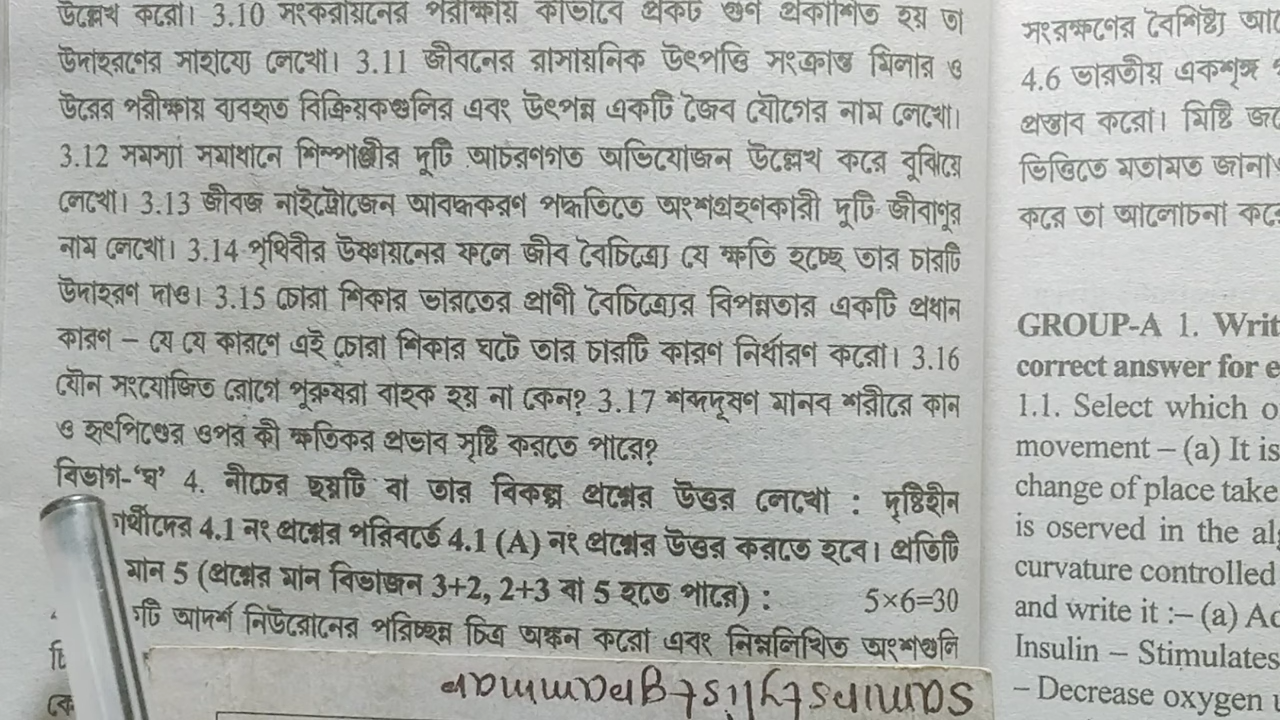 উল্লেখ করো। 3.10 সংকরায়নের পরীক্ষায় কীভাবে প্রকট গুণ প্রকাশিত হয় তা
উদাহরণের সাহায্যে লেখো। 3.11 জীবনের রাসায়নিক উৎপত্তি সংক্রান্ত মিলার ও
উরের পরীক্ষায় ব্যবহৃত বিক্রিয়কগুলির এবং উৎপন্ন একটি জৈব যৌগের নাম লেখো।
3.12 সমস্যা সমাধানে শিম্পাঞ্জীর দুটি আচরণগত অভিযোজন উল্লেখ করে বুঝিয়ে
লেখো। 3.13 জীবজ নাইট্রোজেন আবদ্ধকরণ পদ্ধতিতে অংশগ্রহণকারী দুটি জীবাণুর
নাম লেখো। 3.14 পৃথিবীর উষ্ণায়নের ফলে জীব বৈচিত্র্যে যে ক্ষতি হচ্ছে তার চারটি
উদাহরণ দাও। 3.15 চোরা শিকার ভারতের প্রাণী বৈচিত্র্যের বিপন্নতার একটি প্রধান
কারণ – যে যে কারণে এই চোরা শিকার ঘটে তার চারটি কারণ নির্ধারণ করো। 3.16
যৌন সংযোজিত রোগে পুরুষরা বাহক হয় না কেন? 3.17 শব্দদূষণ মানব শরীরে কান
ও হৃৎপিণ্ডের ওপর কী ক্ষতিকর প্রভাব সৃষ্টি করতে পারে?
বিভাগ-‘ঘ’ 4. নীচের ছয়টি বা তার বিকল্প প্রশ্নের উত্তর লেখো : দৃষ্টিহীন
র্থীদের 4.1 নং প্রশ্নের পরিবর্তে 4.1 (A) নং প্রশ্নের উত্তর করতে হবে। প্রতিটি
মান 5 (প্রশ্নের মান বিভাজন 3+2, 2+3 বা 5 হতে পারে) : 5×6=30
টি আদর্শ নিউরোনের পরিচ্ছন্ন চিত্র অঙ্কন করো এবং নিম্নলিখিত অংশগুলি
samirstylistgrammar
সংরক্ষণের বৈশিষ্ট্য
4.6 ভারতীয় একশৃঙ্গ
প্রস্তাব করো। মিষ্টি
ভিত্তিতে মতামত
করে তা আলোচনা
GROUP-A 1. Writ
correct answer for e
1.1. Select which o
movement – (a) It is
change of place take
is oserved in the al
curvature controlled
and write it :– (a) Ac
Insulin – Stimulates
– Decrease oxygen